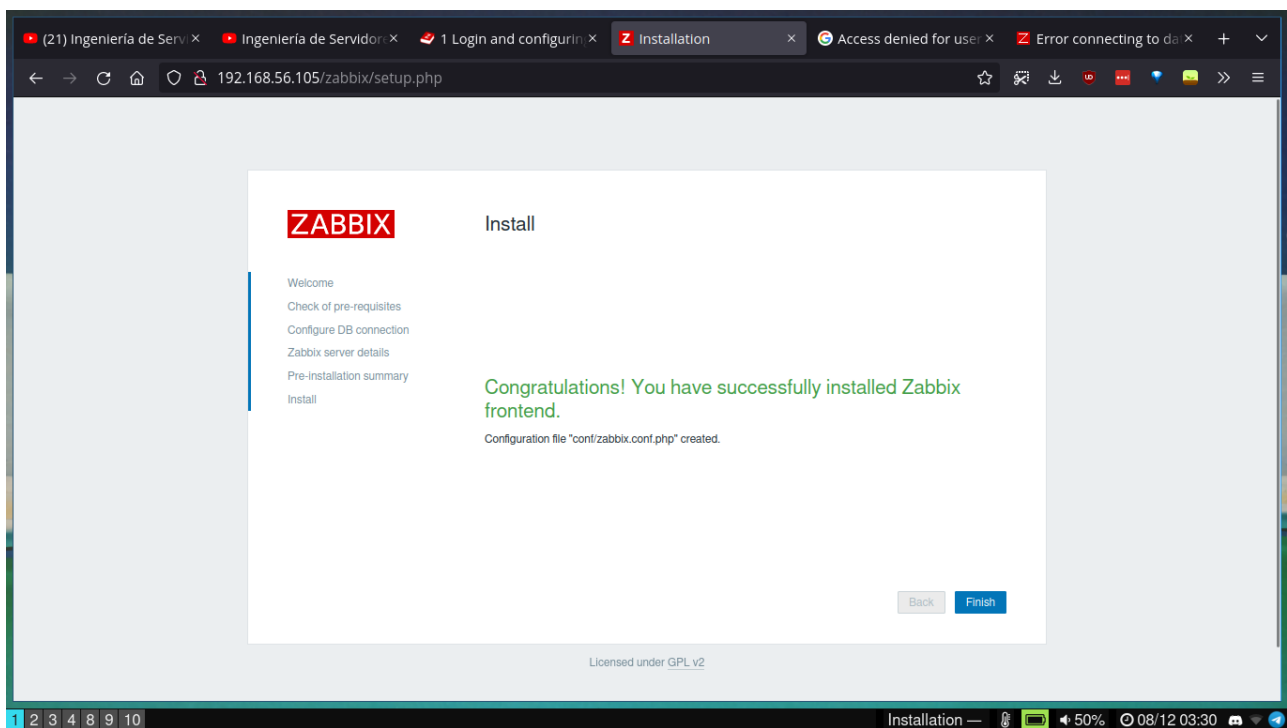 (21) Ingeniería de Servi
Ingeniería de Servidore
1 Login and configurin
Installation
Access denied for user
Error connecting to dat
192.168.56.105/zabbix/setup.php
ZABBIX
Install
Welcome
Check of pre-requisites
Configure DB connection
Zabbix server details
Pre-installation summary
Install
Congratulations! You have successfully installed Zabbix
frontend.
Configuration file "conf/zabbix.conf.php" created.
Back
Finish
Licensed under GPL v2
1 2 3 4 8 9 10
Installation —
50%
08/12 03:30